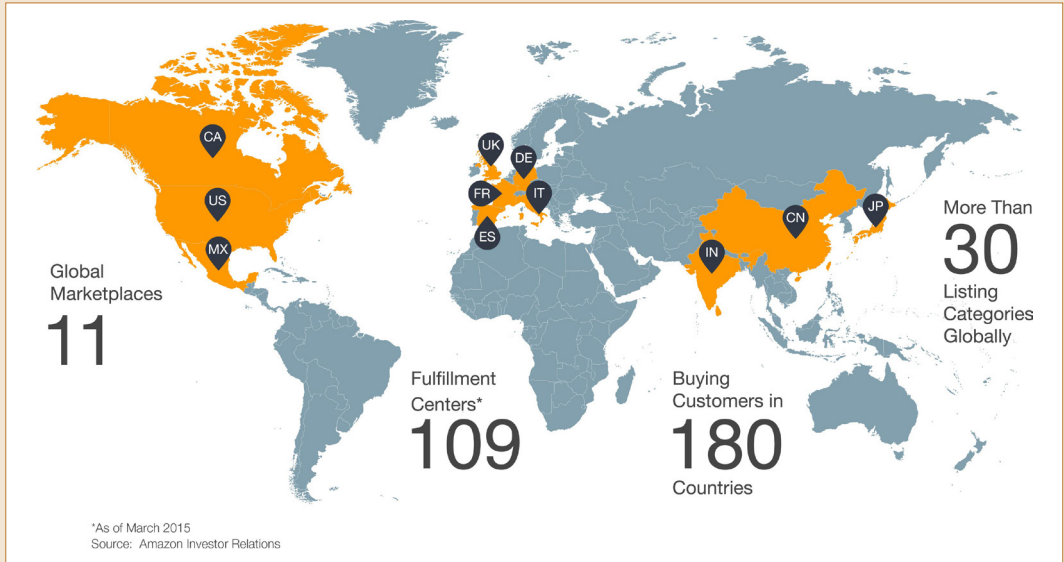 CA
US
MX
UK
DE
FR
IT
ES
CN
JP
IN
Global
Marketplaces
11
Fulfillment
Centers*
109
Buying
Customers in
180
Countries
More Than
30
Listing
Categories
Globally
*As of March 2015
Source: Amazon Investor Relations